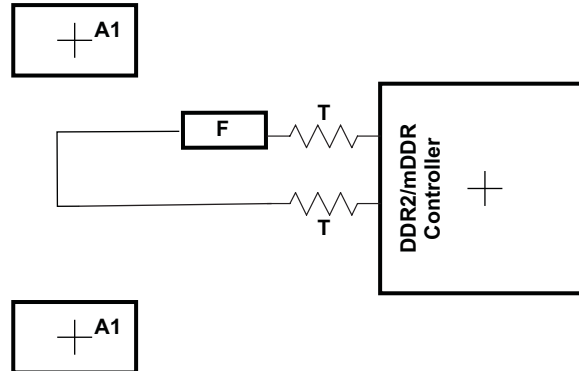 A1
F
T
T
DDR2/mDDR
Controller
A1